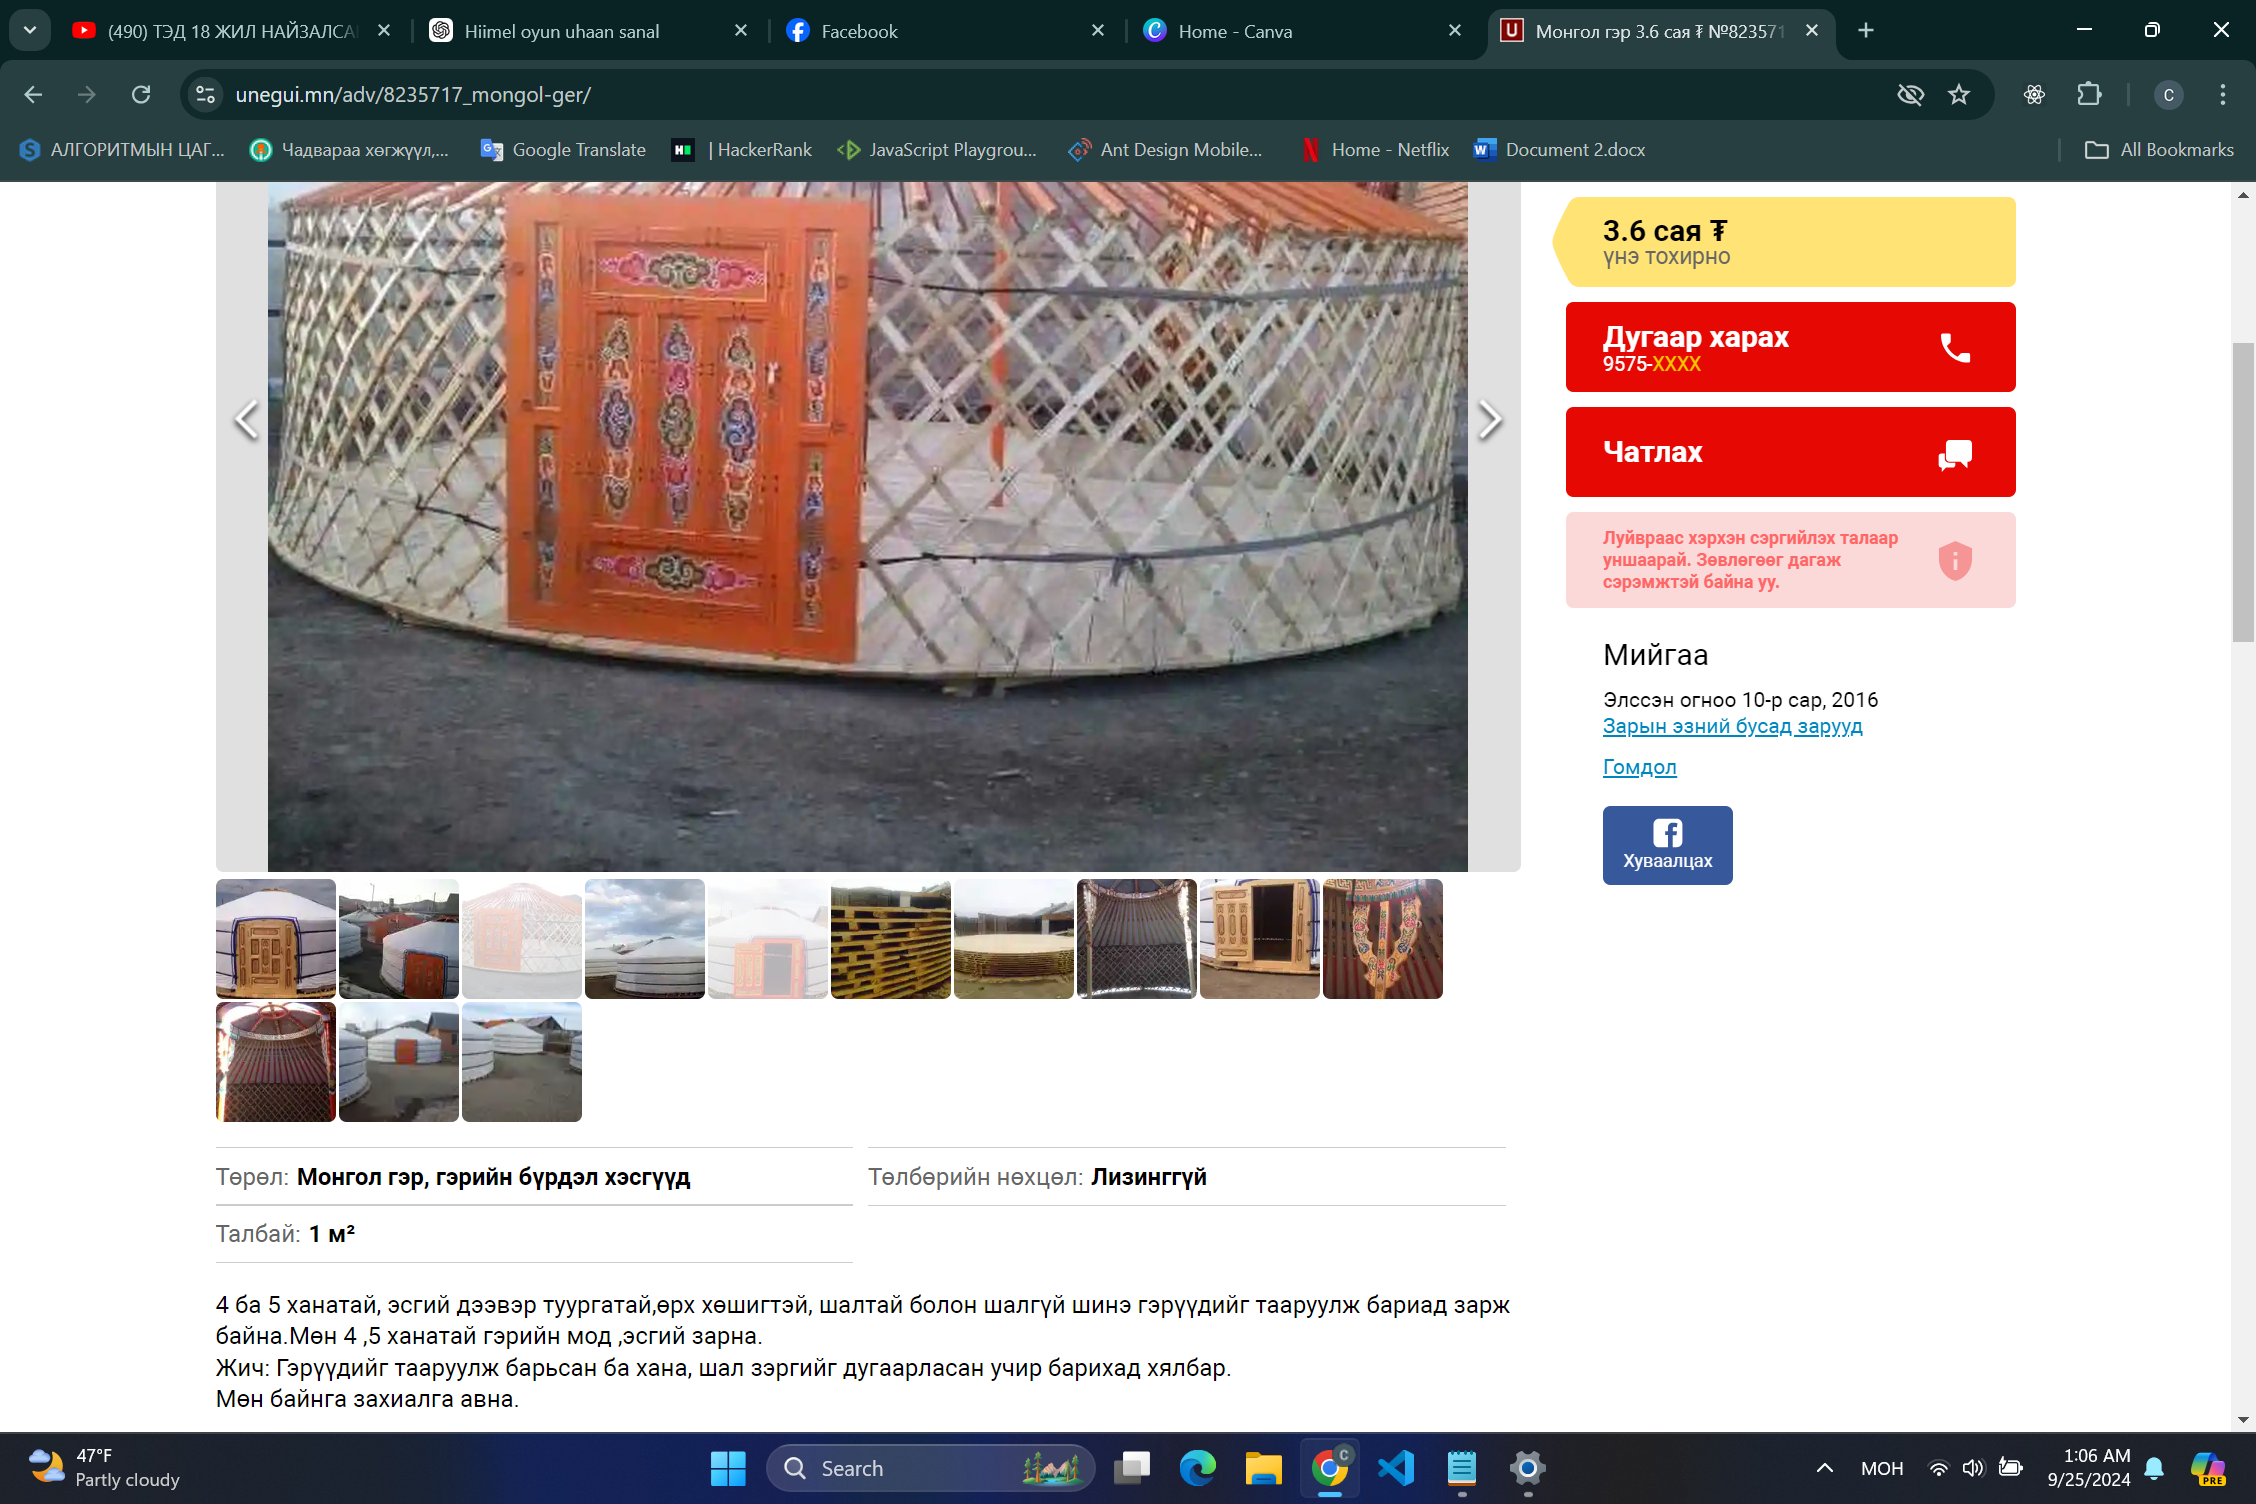 (490) ТЭД 18 ЖИЛ НАЙЗАЛСА
Hiimel oyun uhaan sanal
Facebook
Home - Canva
Монгол гэр 3.6 сая ₮ №823571
unegui.mn/adv/8235717_mongol-ger/
C
АЛГОРИТМЫН ЦАГ...
Чадвараа хөгжүүл,...
Google Translate
| HackerRank
JavaScript Playgrou...
Ant Design Mobile...
Home - Netflix
Document 2.docx
All Bookmarks
3.6 сая ₮
үнэ тохирно
Дугаар харах
9575-XXXX
Чатлах
Луйвраас хэрхэн сэргийлэх талаар
уншаарай. Зөвлөгөөг дагаж
сэрэмжтэй байна уу.
Мийгаа
Элссэн огноо 10-р сар, 2016
Зарын эзний бусад зарууд
Гомдол
Хуваалцах
Төрөл: Монгол гэр, гэрийн бүрдэл хэсгүүд
Төлбөрийн нөхцөл: Лизинггүй
Талбай: 1 м²
4 ба 5 ханатай, эсгий дээвэр туургатай,өрх хөшигтэй, шалтай болон шалгүй шинэ гэрүүдийг тааруулж бариад зарж
байна.Мөн 4 ,5 ханатай гэрийн мод ,эсгий зарна.
Жич: Гэрүүдийг тааруулж барьсан ба хана, шал зэргийг дугаарласан учир барихад хялбар.
Мөн байнга захиалга авна.
47°F
Partly cloudy
Search
C
МОН
1:06 AM
9/25/2024
PRE